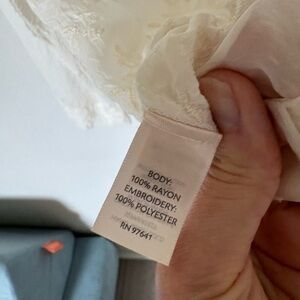 BODY:
100% RAYON
EMBROIDERY:
100% POLYESTER
RN 97641